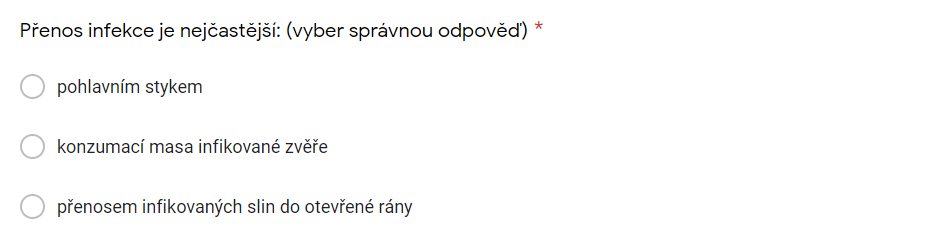 Přenos infekce je nejčastější: (vyber správnou odpověď) *
pohlavním stykem
konzumací masa infikované zvěře
přenosem infikovaných slin do otevřené rány